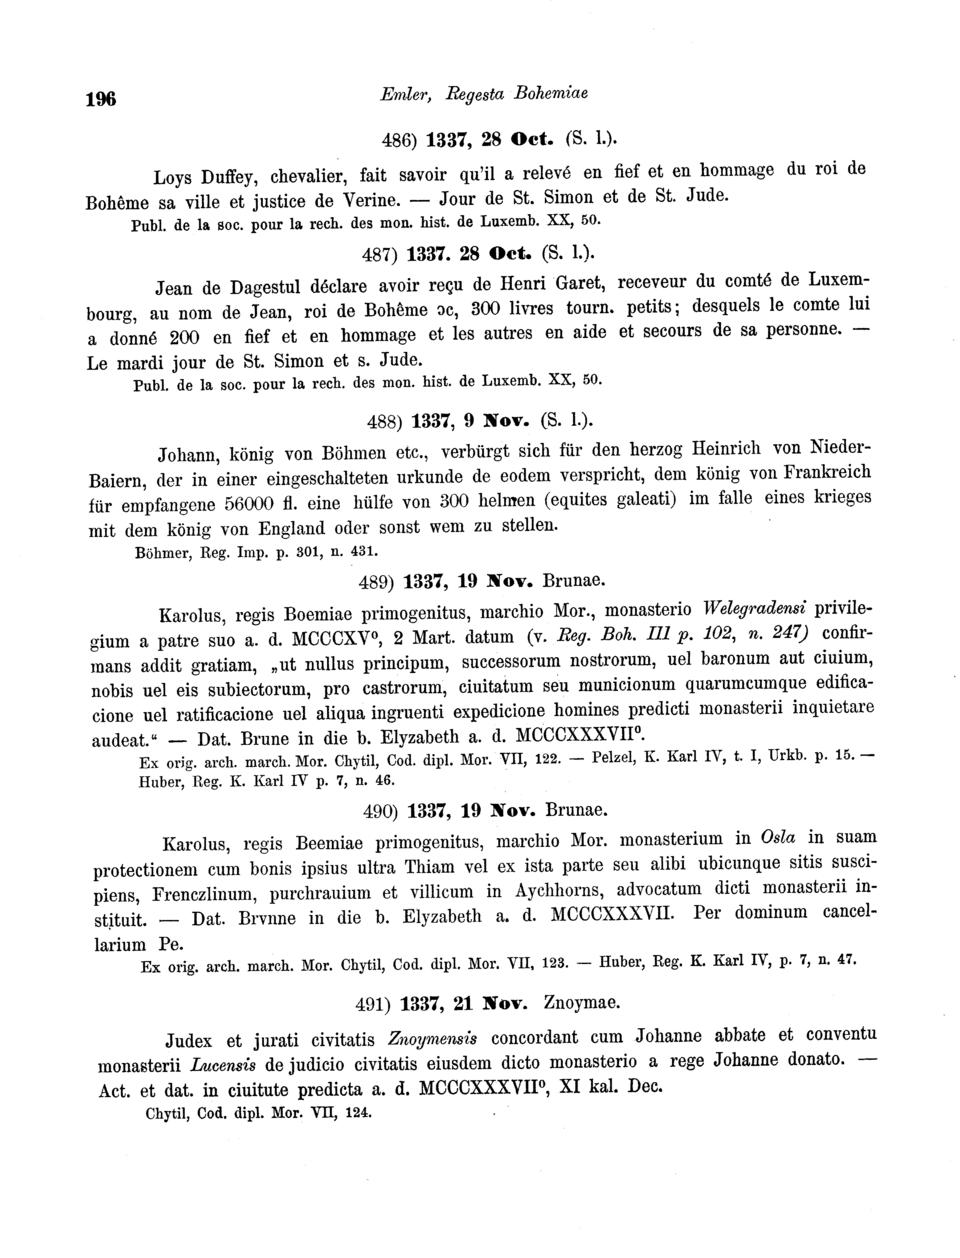 196
Emler, Regesta Bohemiae
486) 1337, 28 Oct. (S. l.).
Loys Duffey, chevalier, fait savoir qu'il a relevé en fief et en hommage du roi de
Bohême sa ville et justice de Verine. — Jour de St. Simon et de St. Jude.
Publ. de la soc. pour la rech. des mon. hist. de Luxemb. XX, 50.
487) 1337. 28 Oct. (S. l.).
Jean de Dagestul déclare avoir reçu de Henri Garet, receveur du comté de Luxem-
bourg, au nom de Jean, roi de Bohême ɔc, 300 livres tourn. petits; desquels le comte lui
a donné 200 en fief et en hommage et les autres en aide et secours de sa personne. —
Le mardi jour de St. Simon et s. Jude.
Publ. de la soc. pour la rech. des mon. hist. de Luxemb. XX, 50.
488) 1337, 9 Nov. (S. l.).
Johann, könig von Böhmen etc., verbürgt sich für den herzog Heinrich von Nieder-
Baiern, der in einer eingeschalteten urkunde de eodem verspricht, dem könig von Frankreich
für empfangene 56000 fl. eine hülfe von 300 helmen (equites galeati) im falle eines krieges
mit dem könig von England oder sonst wem zu stellen.
Böhmer, Reg. Imp. p. 301, n. 431.
489) 1337, 19 Nov. Brunae.
Karolus, regis Boemiae primogenitus, marchio Mor., monasterio Welegradensi privile-
gium a patre suo a. d. MCCCXV⁰, 2 Mart. datum (v. Reg. Boh. III p. 102, n. 247) confir-
mans addit gratiam, „ut nullus principum, successorum nostrorum, uel baronum aut ciuium,
nobis uel eis subiectorum, pro castrorum, ciuitatum seu municionum quarumcumque edifica-
cione uel ratificacione uel aliqua ingruenti expedicione homines predicti monasterii inquietare
audeat.“ — Dat. Brune in die b. Elyzabeth a. d. MCCCXXXVII⁰.
Ex orig. arch. march. Mor. Chytil, Cod. dipl. Mor. VII, 122. — Pelzel, K. Karl IV, t. I, Urkb. p. 15. —
Huber, Reg. K. Karl IV p. 7, n. 46.
490) 1337, 19 Nov. Brunae.
Karolus, regis Beemiae primogenitus, marchio Mor. monasterium in Osla in suam
protectionem cum bonis ipsius ultra Thiam vel ex ista parte seu alibi ubicunque sitis susci-
piens, Frenczlinum, purchrauium et villicum in Aychhorns, advocatum dicti monasterii in-
stituit. — Dat. Brvnne in die b. Elyzabeth a. d. MCCCXXXVII. Per dominum cancel-
larium Pe.
Ex orig. arch. march. Mor. Chytil, Cod. dipl. Mor. VII, 123. — Huber, Reg. K. Karl IV, p. 7, n. 47.
491) 1337, 21 Nov. Znoymae.
Judex et jurati civitatis Znoymensis concordant cum Johanne abbate et conventu
monasterii Lucensis de judicio civitatis eiusdem dicto monasterio a rege Johanne donato. —
Act. et dat. in ciuitute predicta a. d. MCCCXXXVII⁰, XI kal. Dec.
Chytil, Cod. dipl. Mor. VII, 124.